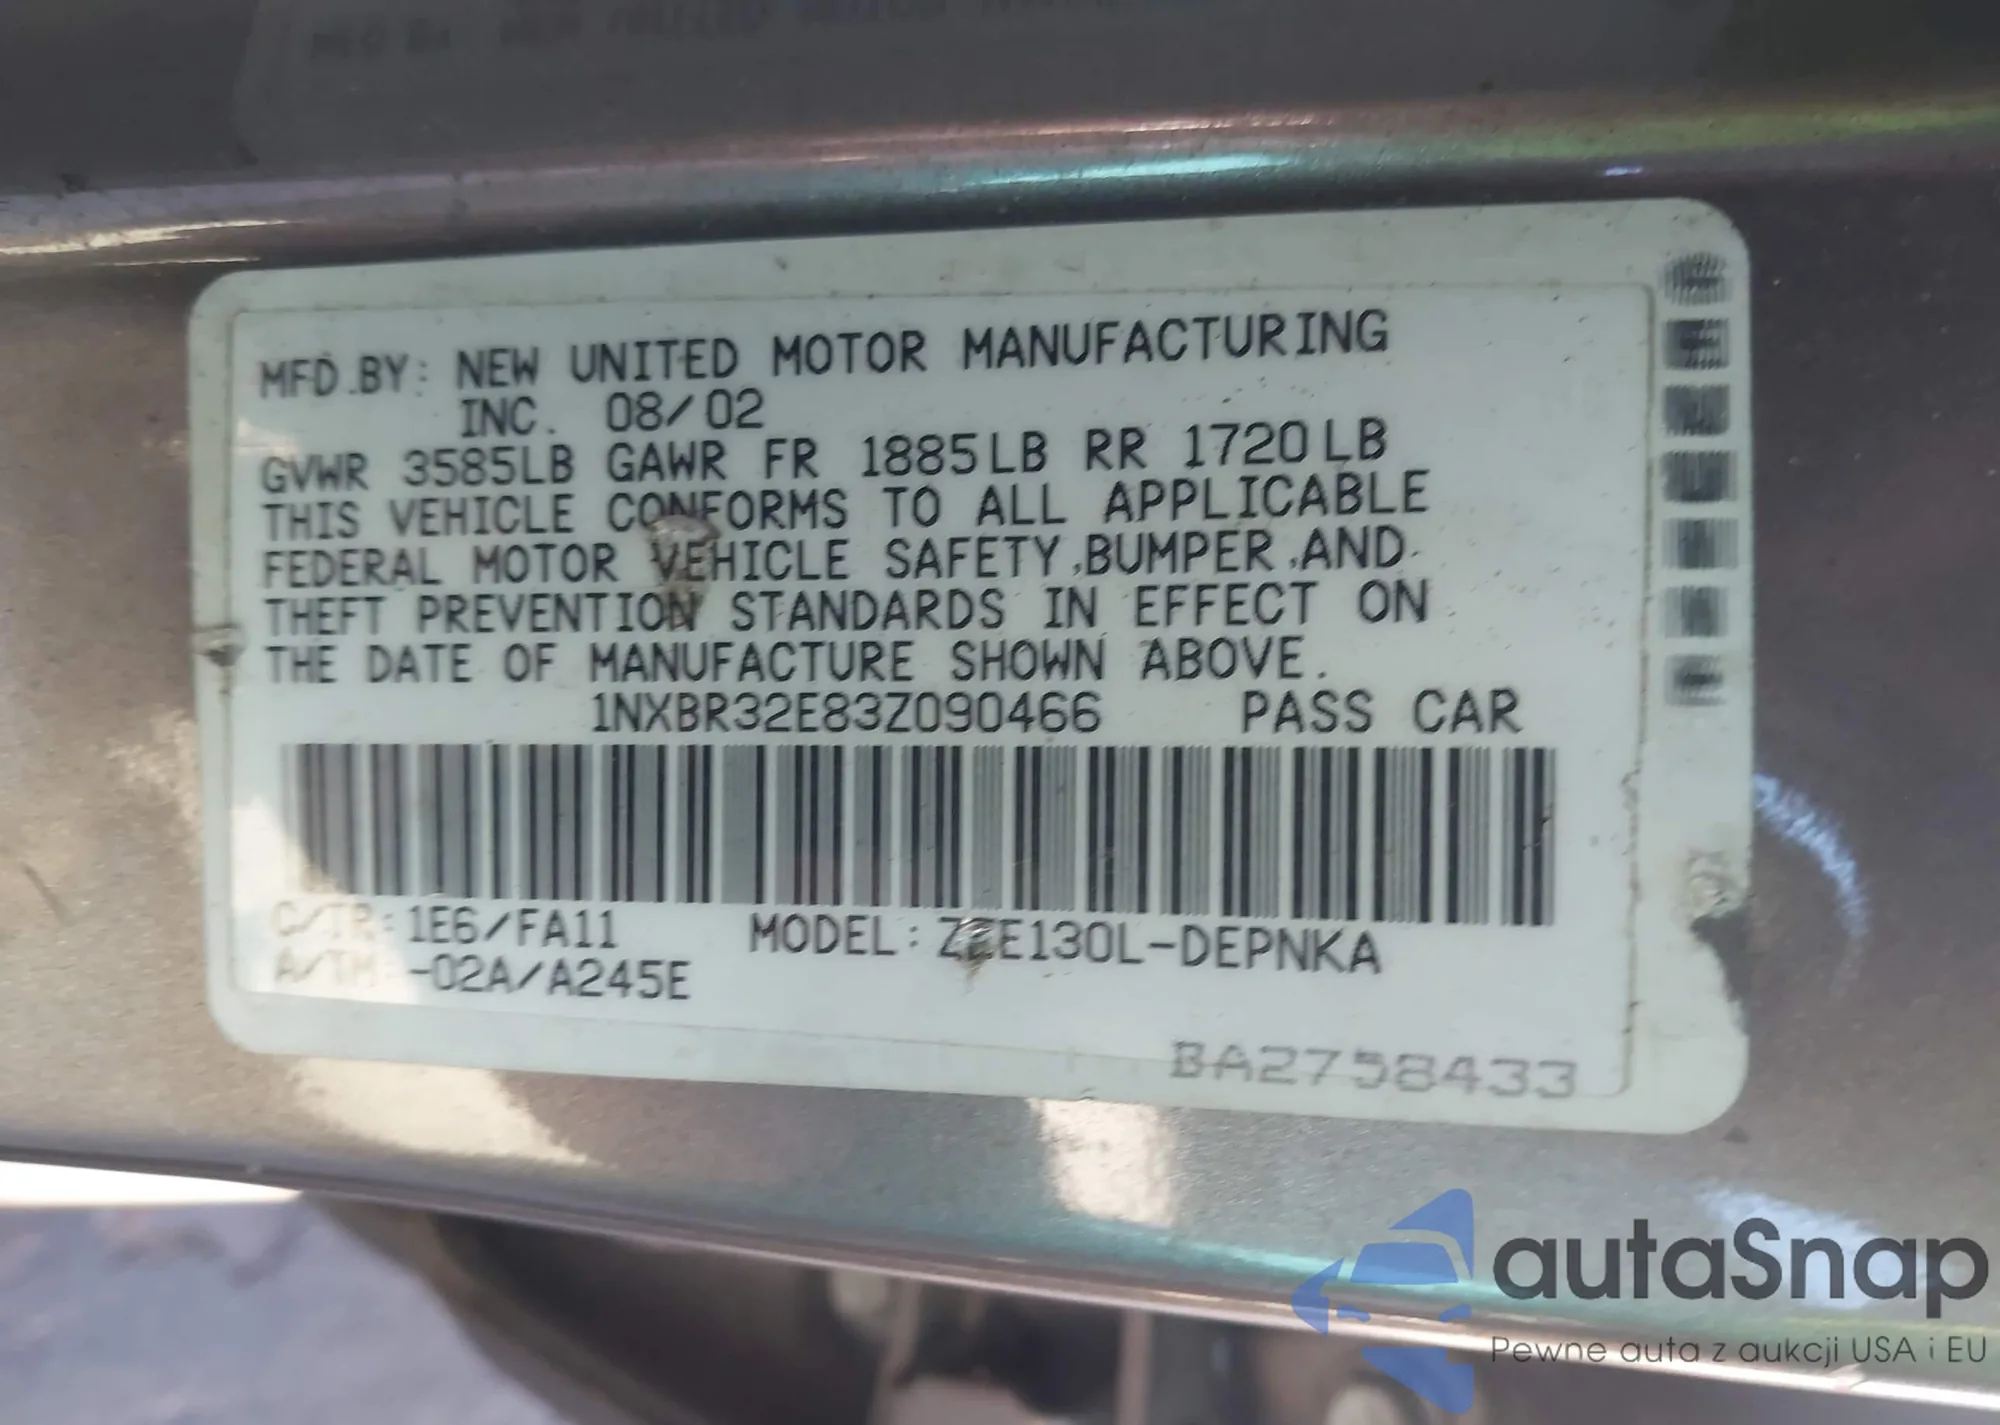 MFD.BY: NEW UNITED MOTOR MANUFACTURING
INC. 08/02
GVWR 3585LB GAWR FR 1885LB RR 1720LB
THIS VEHICLE CONFORMS TO ALL APPLICABLE
FEDERAL MOTOR VEHICLE SAFETY,BUMPER,AND
THEFT PREVENTION STANDARDS IN EFFECT ON
THE DATE OF MANUFACTURE SHOWN ABOVE.
1NXBR32E83Z090466 PASS CAR
C/TR: 1E6/FA11 MODEL: ZZE130L-DEPNKA
A/TM: -02A/A245E
BA2758433
autaSnap
Pewne auta z aukcji USA i EU